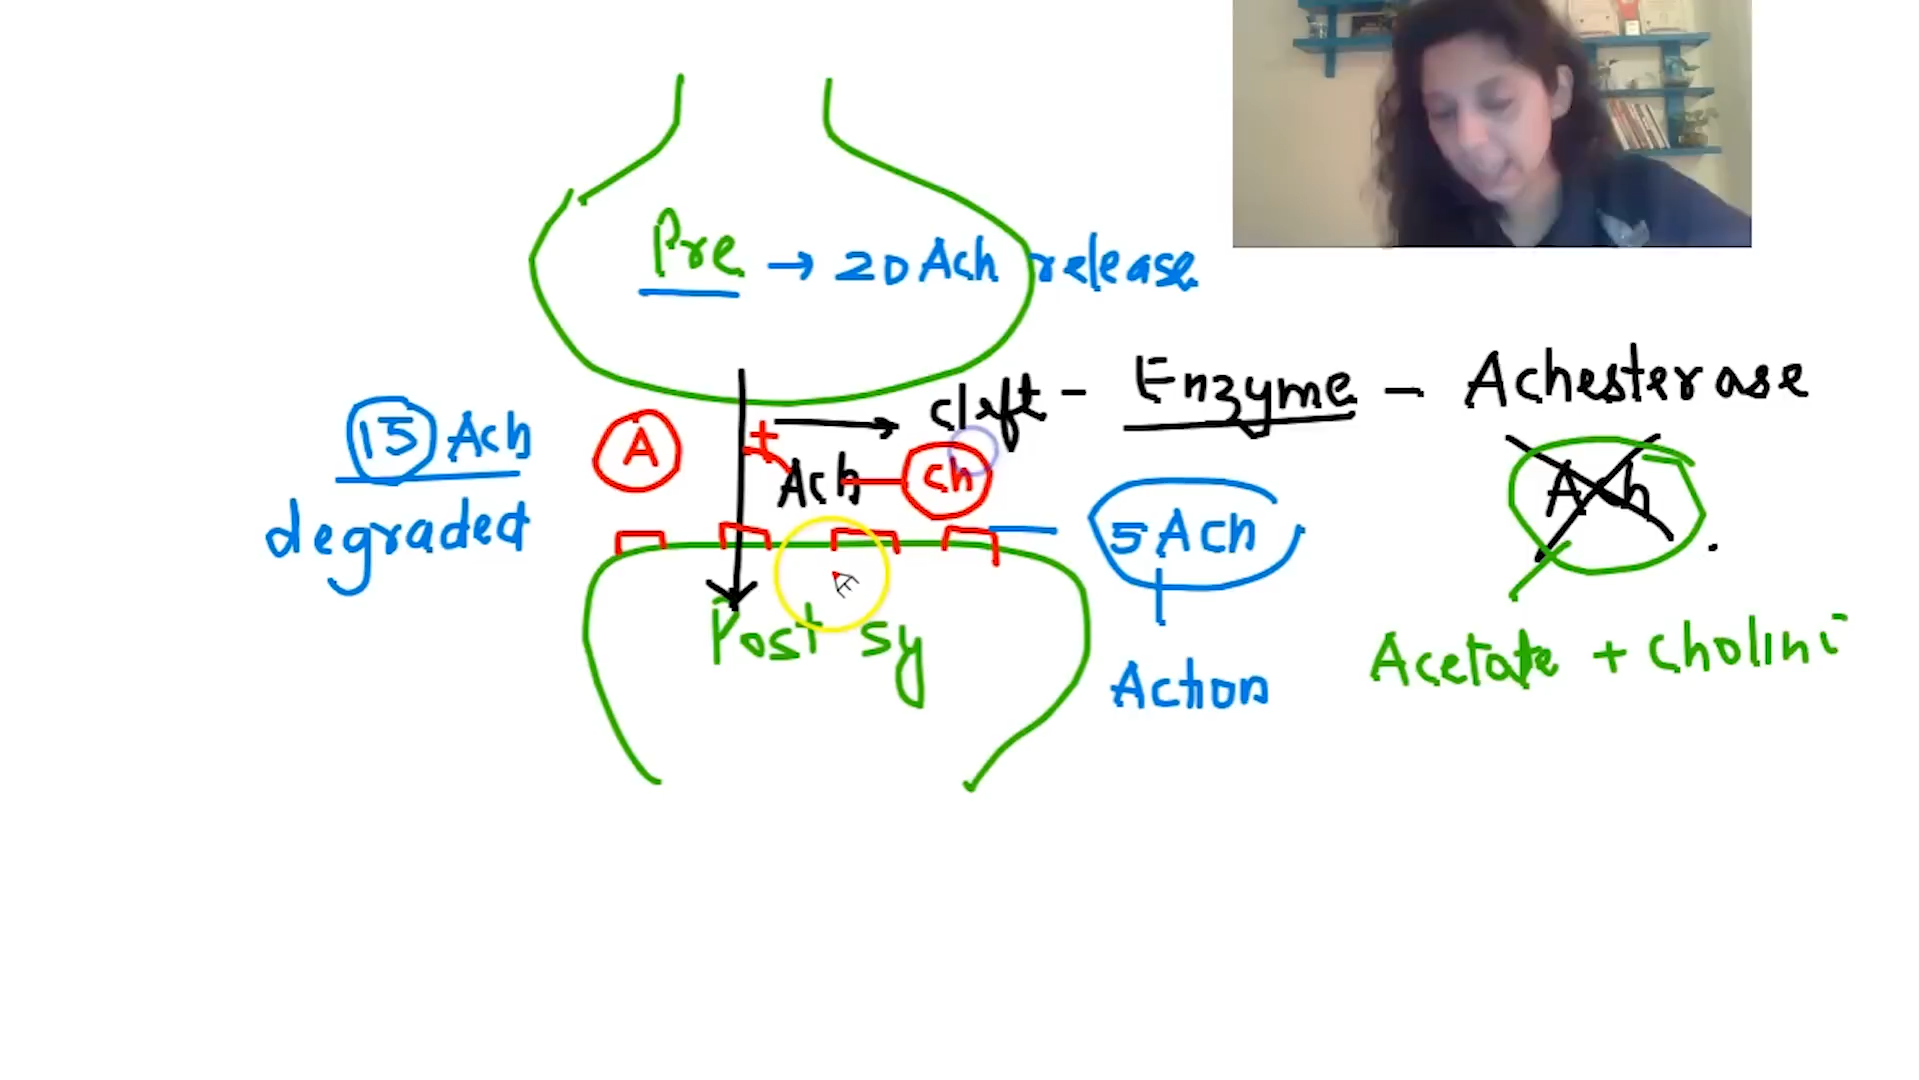 Pre → 20 Ach release
cleft - Enzyme - Achesterase
15 Ach
degraded
A
+
Ach
ch
Ach
5 Ach
Post sy
Action
Acetate + cholini